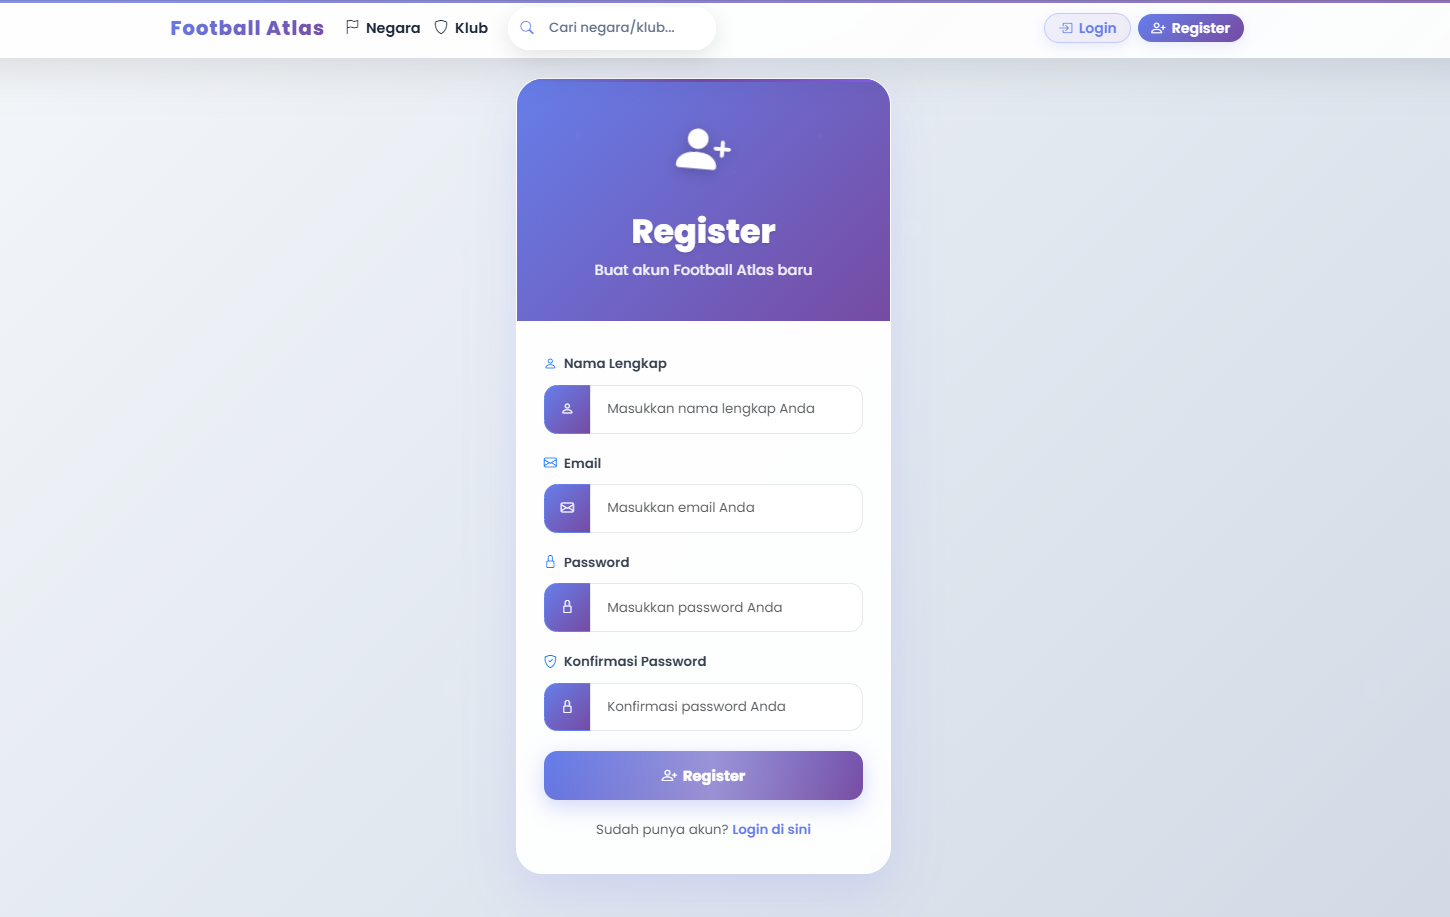 Football Atlas Negara Klub Cari negara/klub... Login Register
Register
Buat akun Football Atlas baru
Nama Lengkap
Masukkan nama lengkap Anda
Email
Masukkan email Anda
Password
Masukkan password Anda
Konfirmasi Password
Konfirmasi password Anda
Register
Sudah punya akun? Login di sini